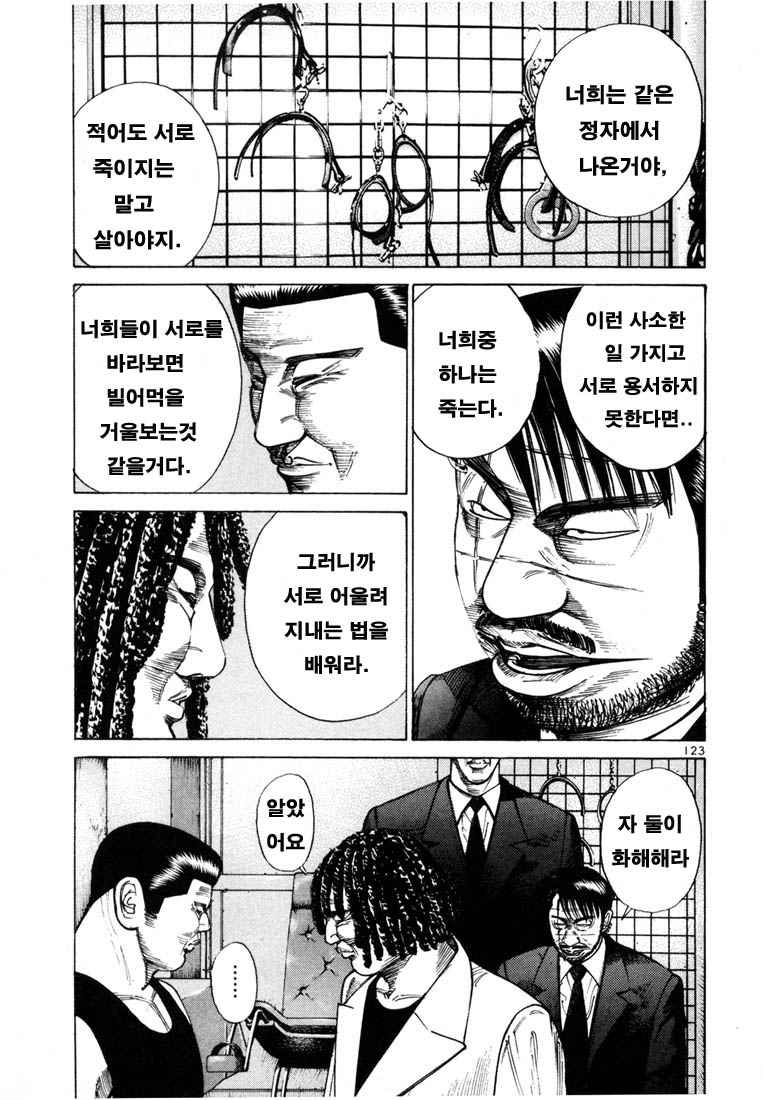 너희는 같은
정자에서
나온거야,
적어도 서로
죽이지는
말고
살아야지.
이런 사소한
일 가지고
서로 용서하지
못한다면..
너희중
하나는
죽는다.
너희들이 서로를
바라보면
빌어먹을
거울보는것
같을거다.
그러니까
서로 어울려
지내는 법을
배워라.
123
자 둘이
화해해라
알았
어요
......